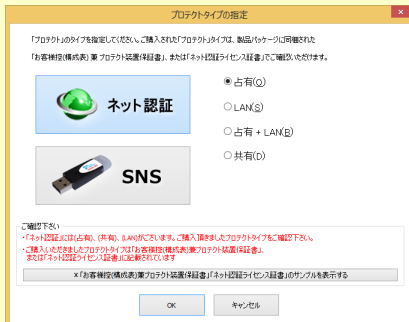 プロテクトタイプの指定
「プロテクト」のタイプを指定してください。ご購入された「プロテクト」タイプは、製品パッケージに同梱された
「お客様控(構成表) 兼 プロテクト装置保証書」、または「ネット認証ライセンス証書」でご確認いただけます。
ネット認証
SNS
占有(O)
LAN(S)
占有 + LAN(B)
共有(D)
ご確認下さい
・「ネット認証」には(占有)、(共有)、(LAN)がございます。ご購入頂きましたプロテクトタイプをご確認下さい。
・ご購入いただきましたプロテクトタイプは「お客様控(構成表)兼プロテクト装置保証書」、
または「ネット認証ライセンス証書」に記載されています
×「お客様控(構成表)兼プロテクト装置保証書」「ネット認証ライセンス証書」のサンプルを表示する
OK
キャンセル